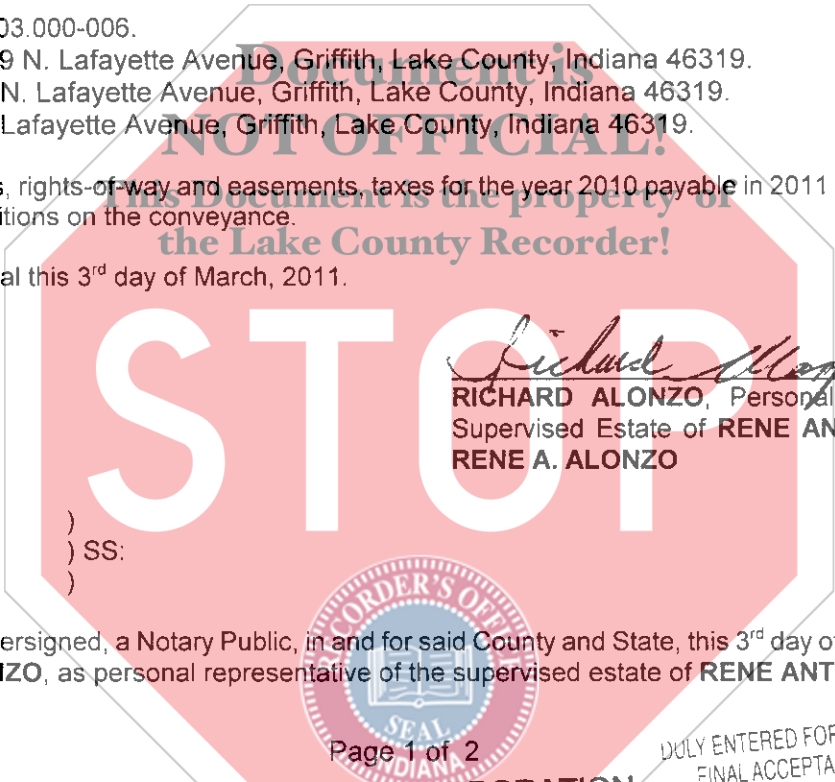 03.000-006.
9 N. Lafayette Avenue, Griffith, Lake County, Indiana 46319.
Document is
N. Lafayette Avenue, Griffith, Lake County, Indiana 46319.
Lafayette Avenue, Griffith, Lake County, Indiana 46319.
NOT OFFICIAL!
s, rights-of-way and easements, taxes for the year 2010 payable in 2011
This Document is the property of
itions on the conveyance.
the Lake County Recorder!
al this 3rd day of March, 2011.
STOP
Richard
RICHARD ALONZO, Personal
Supervised Estate of RENE AN
RENE A. ALONZO
)
) SS:
)
RECORDER'S OFFICE
ersigned, a Notary Public, in and for said County and State, this 3rd day of
NZO, as personal representative of the supervised estate of RENE ANT
SEAL
INDIANA
Page 1 of 2
DULY ENTERED FOR
FINAL ACCEPTA
ORATION